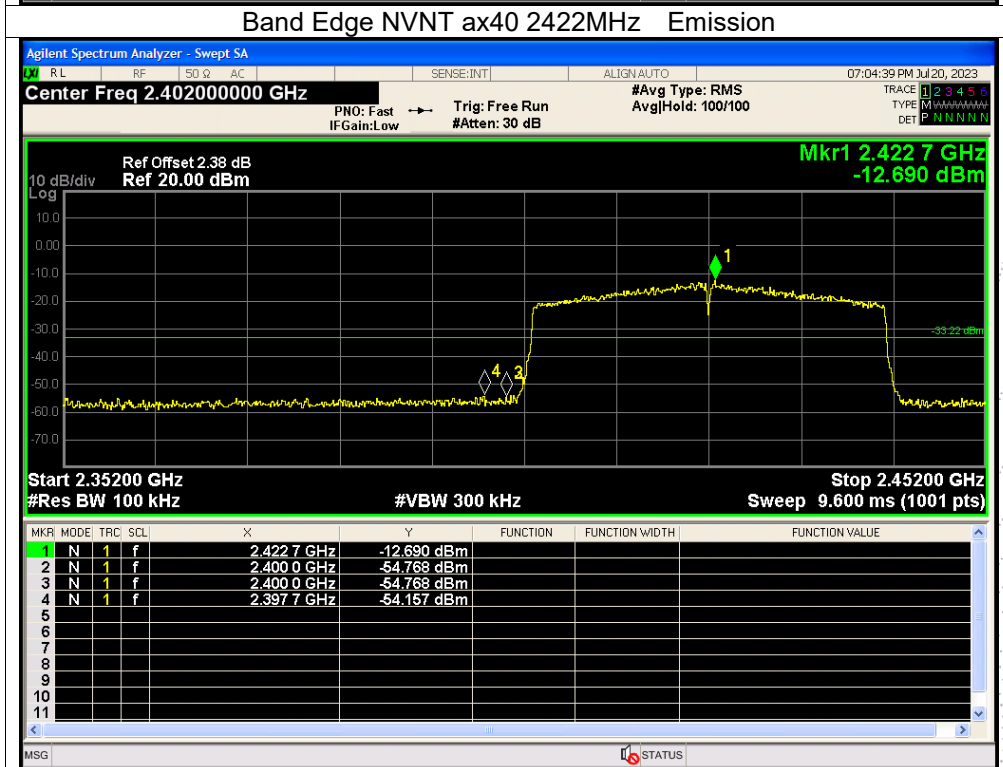 Band Edge NVNT ax40 2422MHz Emission
Agilent Spectrum Analyzer - Swept SA
LXI RL RF 50 Ω AC SENSE:INT ALIGN AUTO 07:04:39 PM Jul 20, 2023
Center Freq 2.402000000 GHz #Avg Type: RMS TRACE 1 2 3 4 5 6
PNO: Fast Trig: Free Run Avg|Hold: 100/100 TYPE M WWWWW
IFGain:Low #Atten: 30 dB DET P N N N N N
Mkr1 2.422 7 GHz
Ref Offset 2.38 dB
10 dB/div Ref 20.00 dBm -12.690 dBm
Log
10.0
0.00
1
-10.0
-20.0
-30.0 -33.22 dBm
-40.0
4 3
-50.0
-60.0
-70.0
Start 2.35200 GHz Stop 2.45200 GHz
#Res BW 100 kHz #VBW 300 kHz Sweep 9.600 ms (1001 pts)
MKR MODE TRC SCL X Y FUNCTION FUNCTION WIDTH FUNCTION VALUE
1 N 1 f 2.422 7 GHz -12.690 dBm
2 N 1 f 2.400 0 GHz -54.768 dBm
3 N 1 f 2.400 0 GHz -54.768 dBm
4 N 1 f 2.397 7 GHz -54.157 dBm
5
6
7
8
9
10
11
MSG STATUS